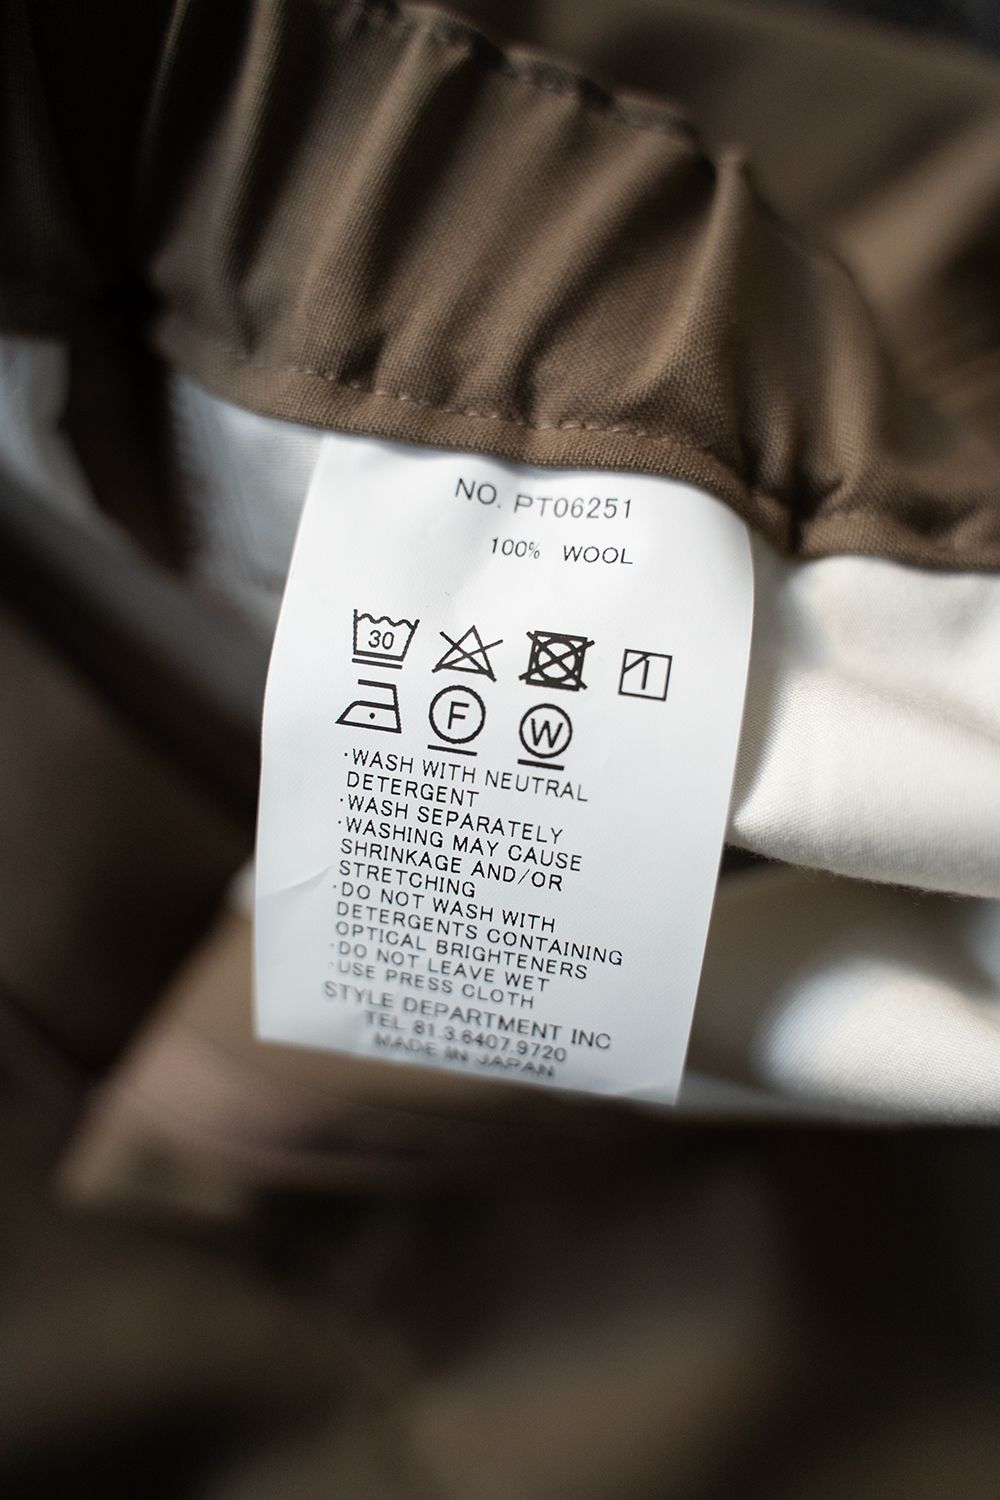 NO. PT06251
100% WOOL
30
F W
·WASH WITH NEUTRAL
DETERGENT
·WASH SEPARATELY
·WASHING MAY CAUSE
SHRINKAGE AND/OR
STRETCHING
·DO NOT WASH WITH
DETERGENTS CONTAINING
OPTICAL BRIGHTENERS
·DO NOT LEAVE WET
·USE PRESS CLOTH
STYLE DEPARTMENT INC
TEL 81.3.6407.9720
MADE IN JAPAN